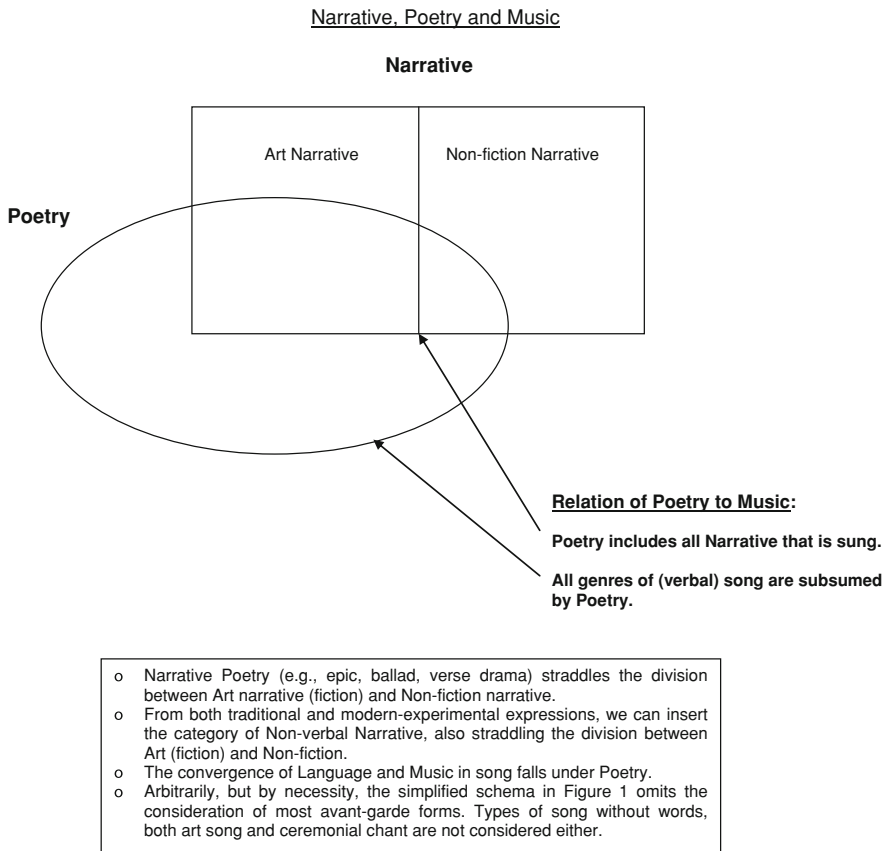 Narrative, Poetry and Music
Narrative
Art Narrative
Non-fiction Narrative
Poetry
Relation of Poetry to Music:
Poetry includes all Narrative that is sung.
All genres of (verbal) song are subsumed
by Poetry.
o Narrative Poetry (e.g., epic, ballad, verse drama) straddles the division
between Art narrative (fiction) and Non-fiction narrative.
o From both traditional and modern-experimental expressions, we can insert
the category of Non-verbal Narrative, also straddling the division between
Art (fiction) and Non-fiction.
o The convergence of Language and Music in song falls under Poetry.
o Arbitrarily, but by necessity, the simplified schema in Figure 1 omits the
consideration of most avant-garde forms. Types of song without words,
both art song and ceremonial chant are not considered either.